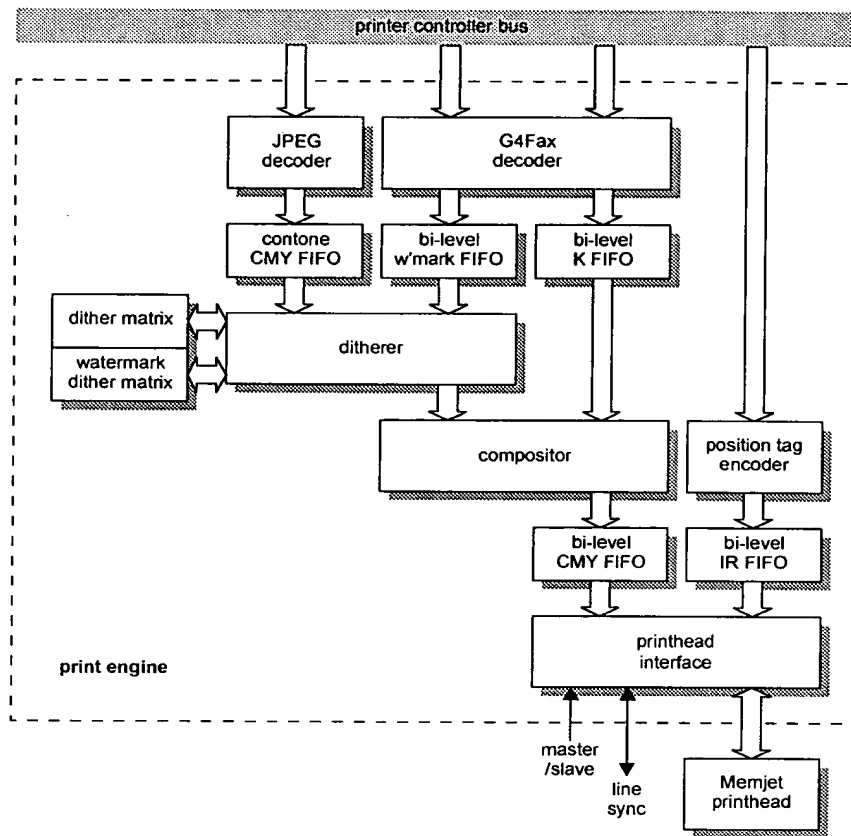 printer controller bus
JPEG
decoder
G4Fax
decoder
contone
CMY FIFO
bi-level
w'mark FIFO
bi-level
K FIFO
dither matrix
watermark
dither matrix
ditherer
compositor
position tag
encoder
bi-level
CMY FIFO
bi-level
IR FIFO
printhead
interface
print engine
master
/slave
line
sync
Memjet
printhead